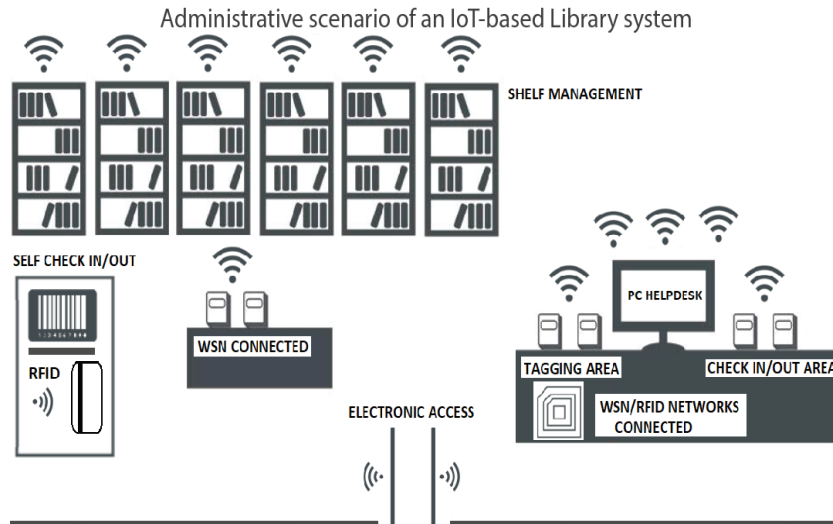 Administrative scenario of an IoT-based Library system
SHELF MANAGEMENT
SELF CHECK IN/OUT
PC HELPDESK
WSN CONNECTED
RFID
TAGGING AREA
CHECK IN/OUT AREA
WSN/RFID NETWORKS
CONNECTED
ELECTRONIC ACCESS